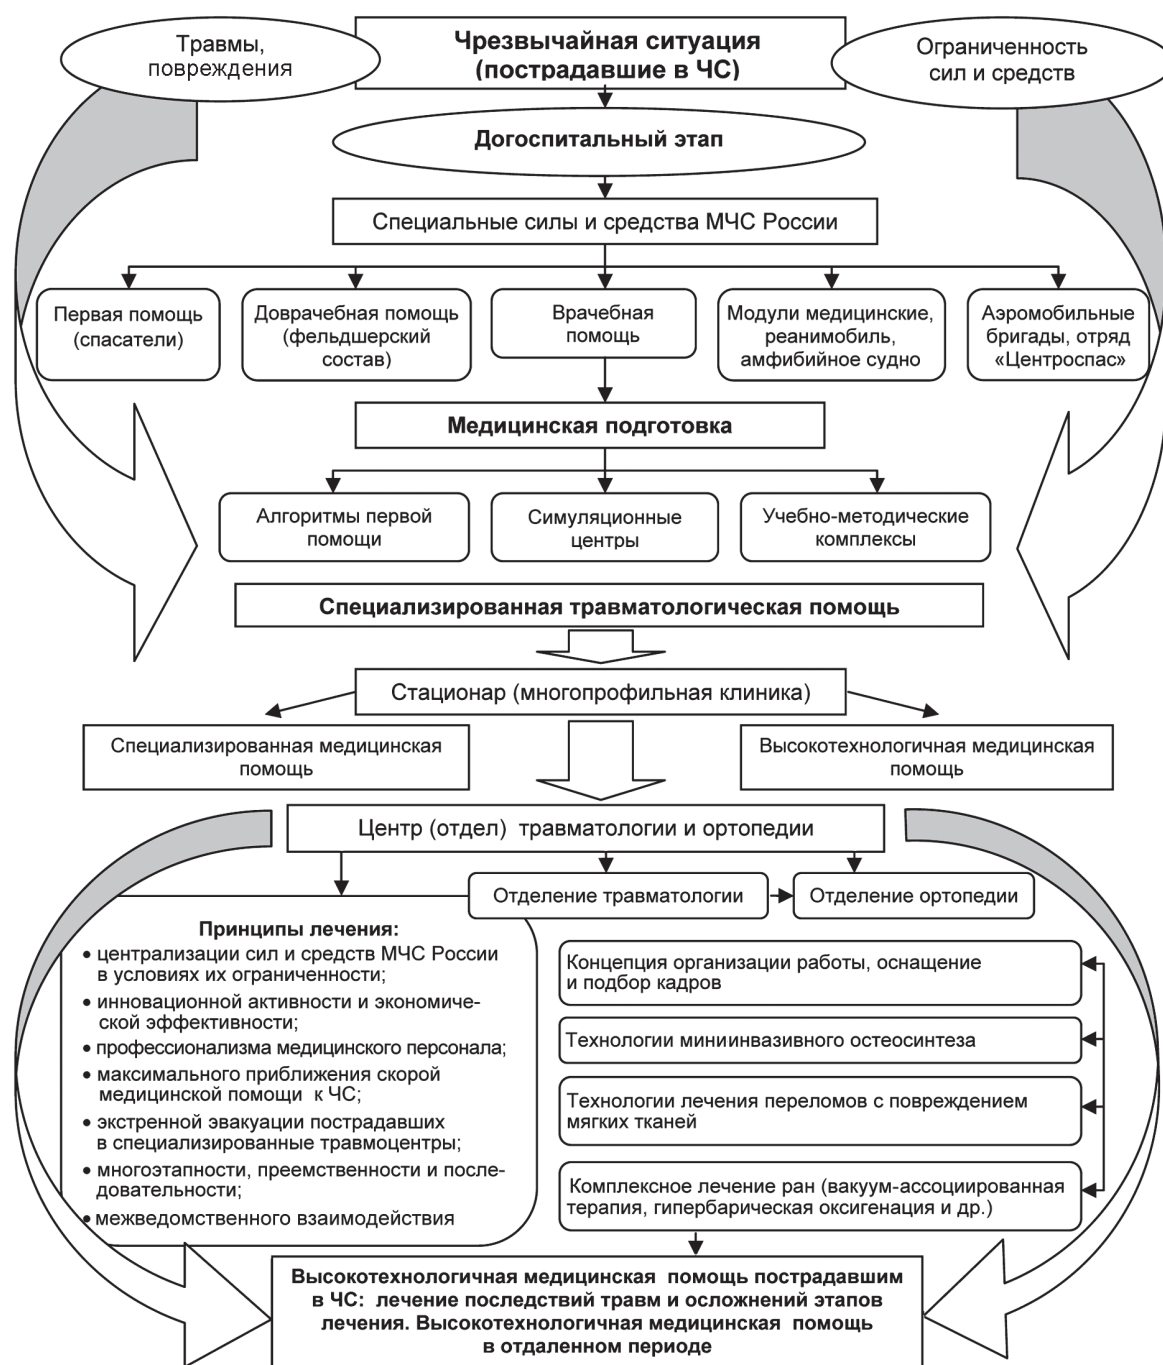 Травмы,
повреждения
Чрезвычайная ситуация
(пострадавшие в ЧС)
Ограниченность
сил и средств
Догоспитальный этап
Специальные силы и средства МЧС России
Первая помощь
(спасатели)
Доврачебная помощь
(фельдшерский
состав)
Врачебная
помощь
Модули медицинские,
реанимобиль,
амфибийное судно
Аэромобильные
бригады, отряд
«Центроспас»
Медицинская подготовка
Алгоритмы первой
помощи
Симуляционные
центры
Учебно-методические
комплексы
Специализированная травматологическая помощь
Стационар (многопрофильная клиника)
Специализированная медицинская
помощь
Высокотехнологичная медицинская
помощь
Центр (отдел) травматологии и ортопедии
Отделение травматологии
Отделение ортопедии
Принципы лечения:
• централизации сил и средств МЧС России
в условиях их ограниченности;
• инновационной активности и экономиче-
ской эффективности;
• профессионализма медицинского персонала;
• максимального приближения скорой
медицинской помощи к ЧС;
• экстренной эвакуации пострадавших
в специализированные травмоцентры;
• многоэтапности, преемственности и после-
довательности;
• межведомственного взаимодействия
Концепция организации работы, оснащение
и подбор кадров
Технологии миниинвазивного остеосинтеза
Технологии лечения переломов с повреждением
мягких тканей
Комплексное лечение ран (вакуум-ассоциированная
терапия, гипербарическая оксигенация и др.)
Высокотехнологичная медицинская помощь пострадавшим
в ЧС: лечение последствий травм и осложнений этапов
лечения. Высокотехнологичная медицинская помощь
в отдаленном периоде